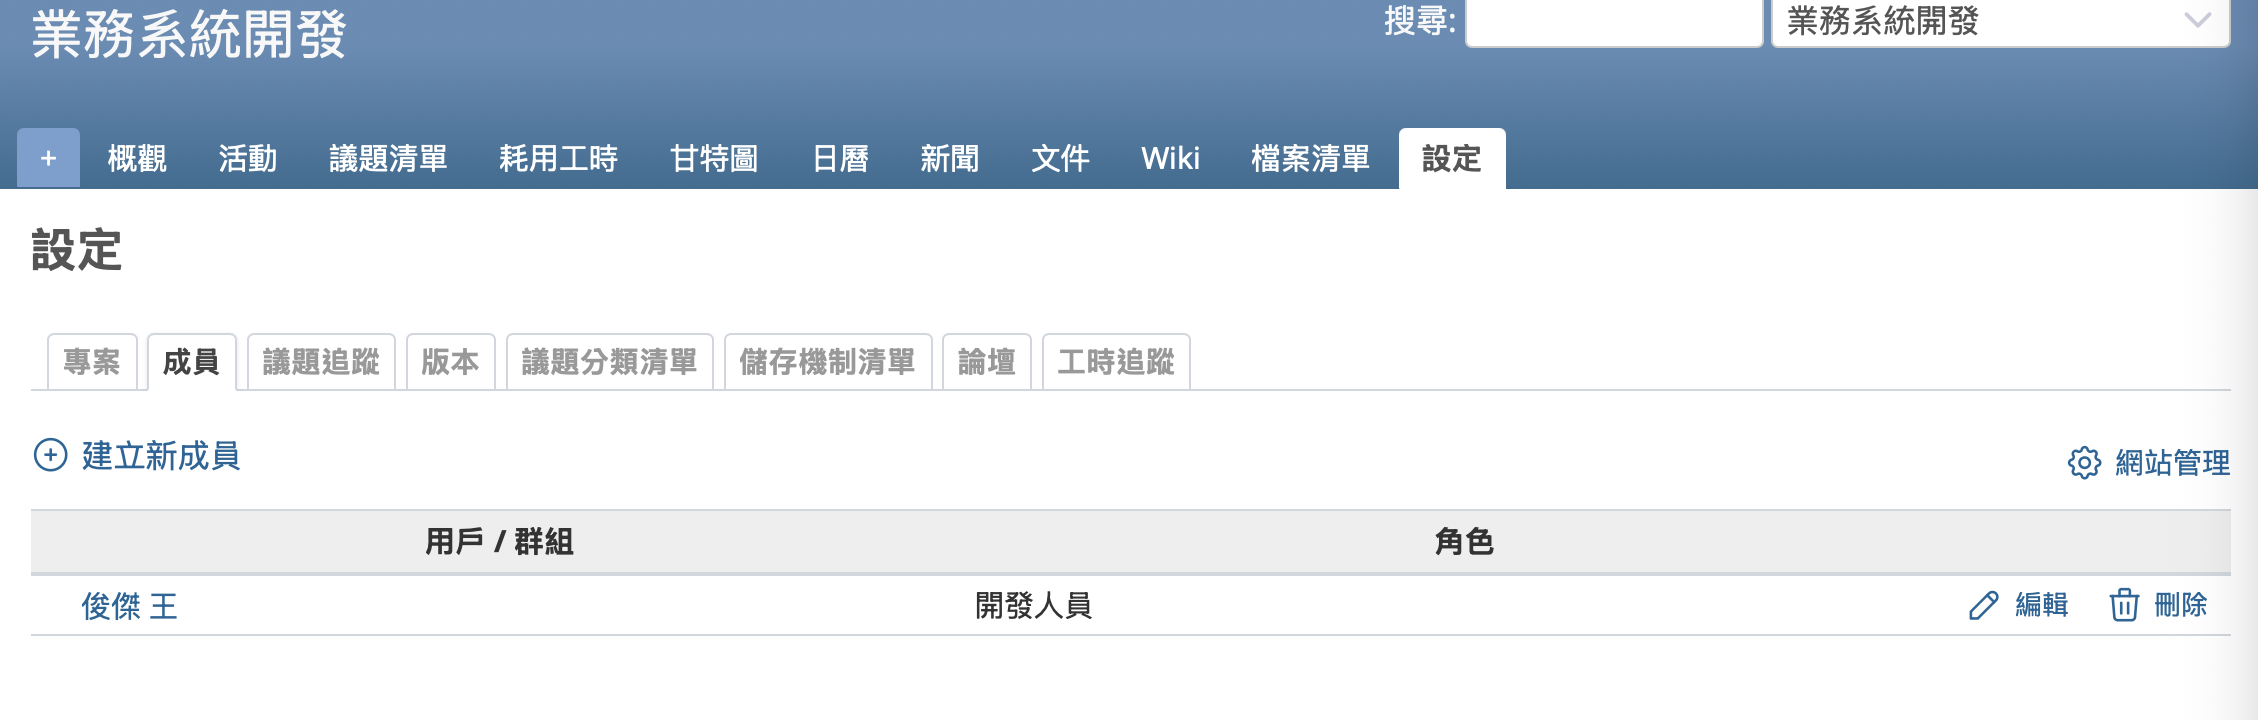 業務系統開發
搜尋: 業務系統開發
+ 概觀 活動 議題清單 耗用工時 甘特圖 日曆 新聞 文件 Wiki 檔案清單 設定
設定
專案 成員 議題追蹤 版本 議題分類清單 儲存機制清單 論壇 工時追蹤
建立新成員 網站管理
用戶 / 群組 角色
俊傑 王 開發人員 編輯 刪除